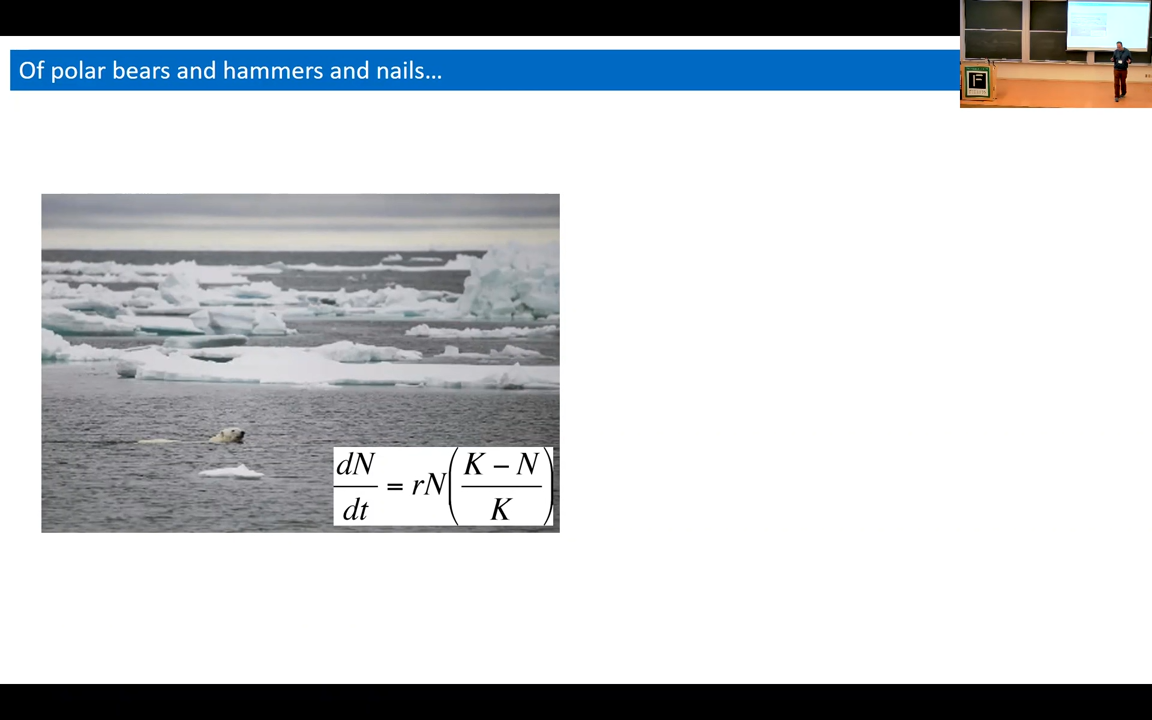 Of polar bears and hammers and nails...
dN/dt = rN((K − N)/K)